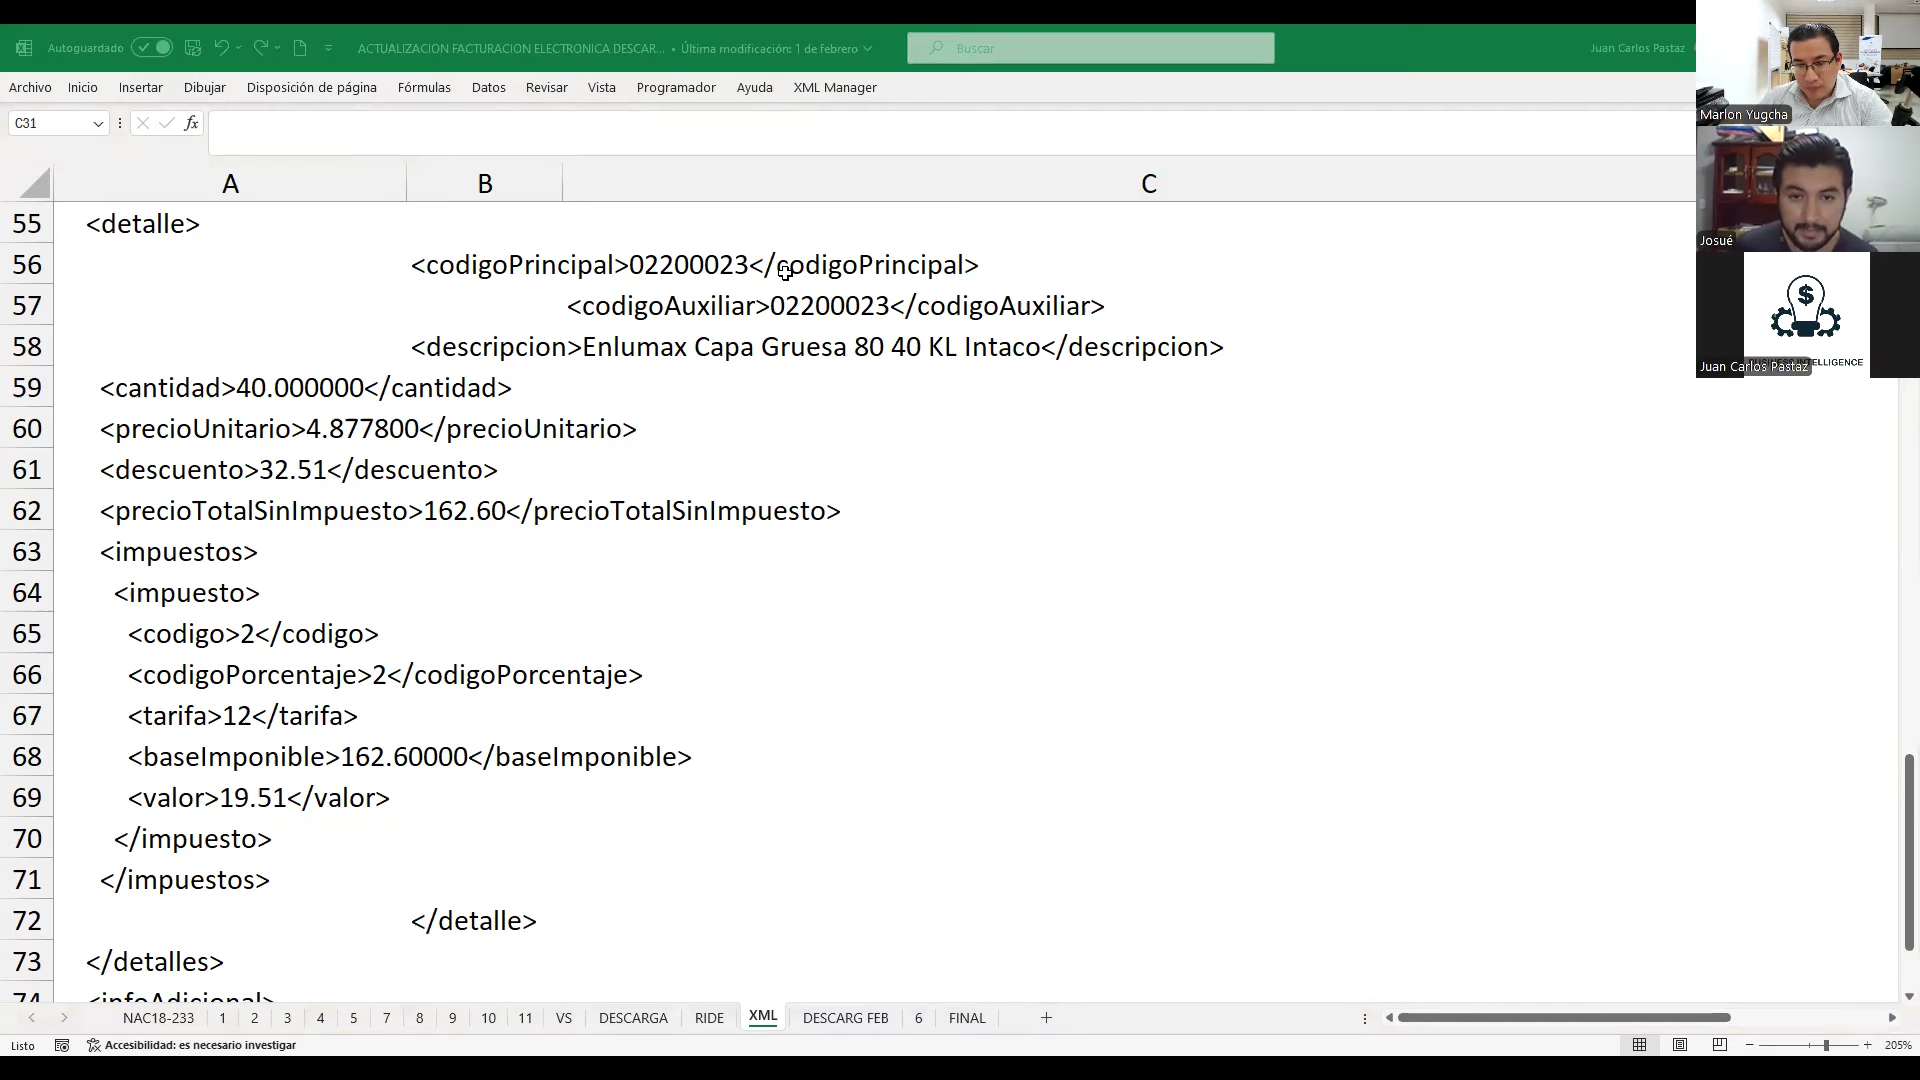 Autoguardado
ACTUALIZACION FACTURACION ELECTRONICA DESCAR... • Última modificación: 1 de febrero
Buscar
Juan Carlos Pastaz
Archivo Inicio Insertar Dibujar Disposición de página Fórmulas Datos Revisar Vista Programador Ayuda XML Manager
C31
fx
Marlon Yugcha
Josué
Juan Carlos Pastaz
A B C
55 <detalle>
56 <codigoPrincipal>02200023</codigoPrincipal>
57 <codigoAuxiliar>02200023</codigoAuxiliar>
58 <descripcion>Enlumax Capa Gruesa 80 40 KL Intaco</descripcion>
59 <cantidad>40.000000</cantidad>
60 <precioUnitario>4.877800</precioUnitario>
61 <descuento>32.51</descuento>
62 <precioTotalSinImpuesto>162.60</precioTotalSinImpuesto>
63 <impuestos>
64 <impuesto>
65 <codigo>2</codigo>
66 <codigoPorcentaje>2</codigoPorcentaje>
67 <tarifa>12</tarifa>
68 <baseImponible>162.60000</baseImponible>
69 <valor>19.51</valor>
70 </impuesto>
71 </impuestos>
72 </detalle>
73 </detalles>
74 <infoAdicional>
NAC18-233 1 2 3 4 5 7 8 9 10 11 VS DESCARGA RIDE XML DESCARG FEB 6 FINAL
Listo
Accesibilidad: es necesario investigar
205%